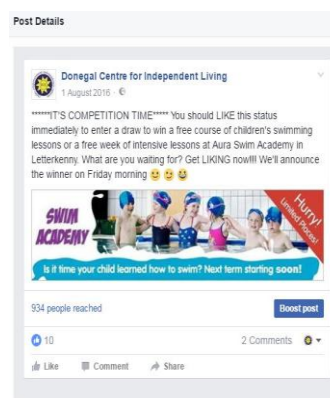 Post Details
Donegal Centre for Independent Living
1 August 2016 ·
******IT'S COMPETITION TIME***** You should LIKE this status
immediately to enter a draw to win a free course of children's swimming
lessons or a free week of intensive lessons at Aura Swim Academy in
Letterkenny. What are you waiting for? Get LIKING now!!!! We'll announce
the winner on Friday morning
SWIM
ACADEMY
Hurry!
Limited Places!
Is it time your child learned how to swim? Next term starting soon!
934 people reached
Boost post
10
2 Comments
Like Comment Share